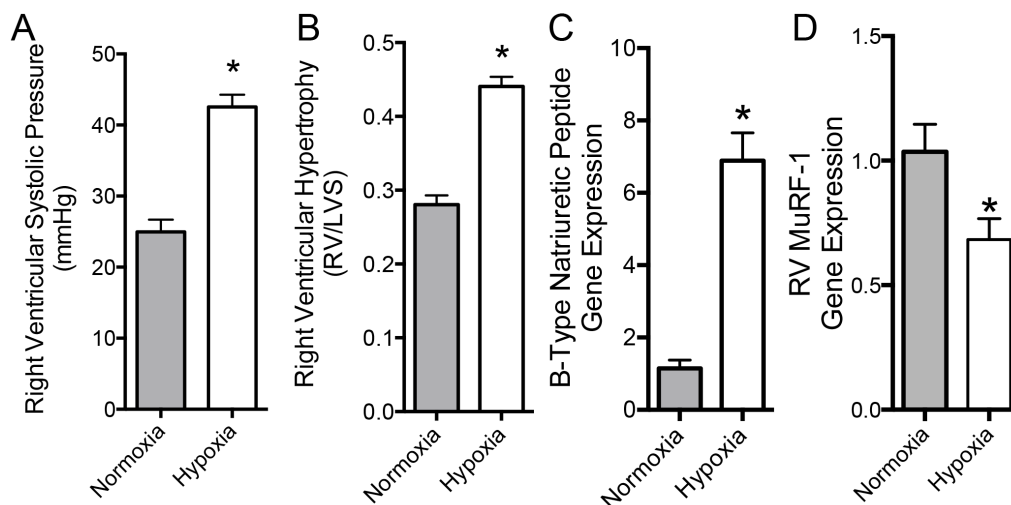 A
Right Ventricular Systolic Pressure
(mmHg)
50
40
30
20
10
0
*
Normoxia
Hypoxia
B
Right Ventricular Hypertrophy
(RV/LVS)
0.5
0.4
0.3
0.2
0.1
0.0
*
Normoxia
Hypoxia
C
B-Type Natriuretic Peptide
Gene Expression
10
8
6
4
2
0
*
Normoxia
Hypoxia
D
RV MuRF-1
Gene Expression
1.5
1.0
0.5
0.0
*
Normoxia
Hypoxia